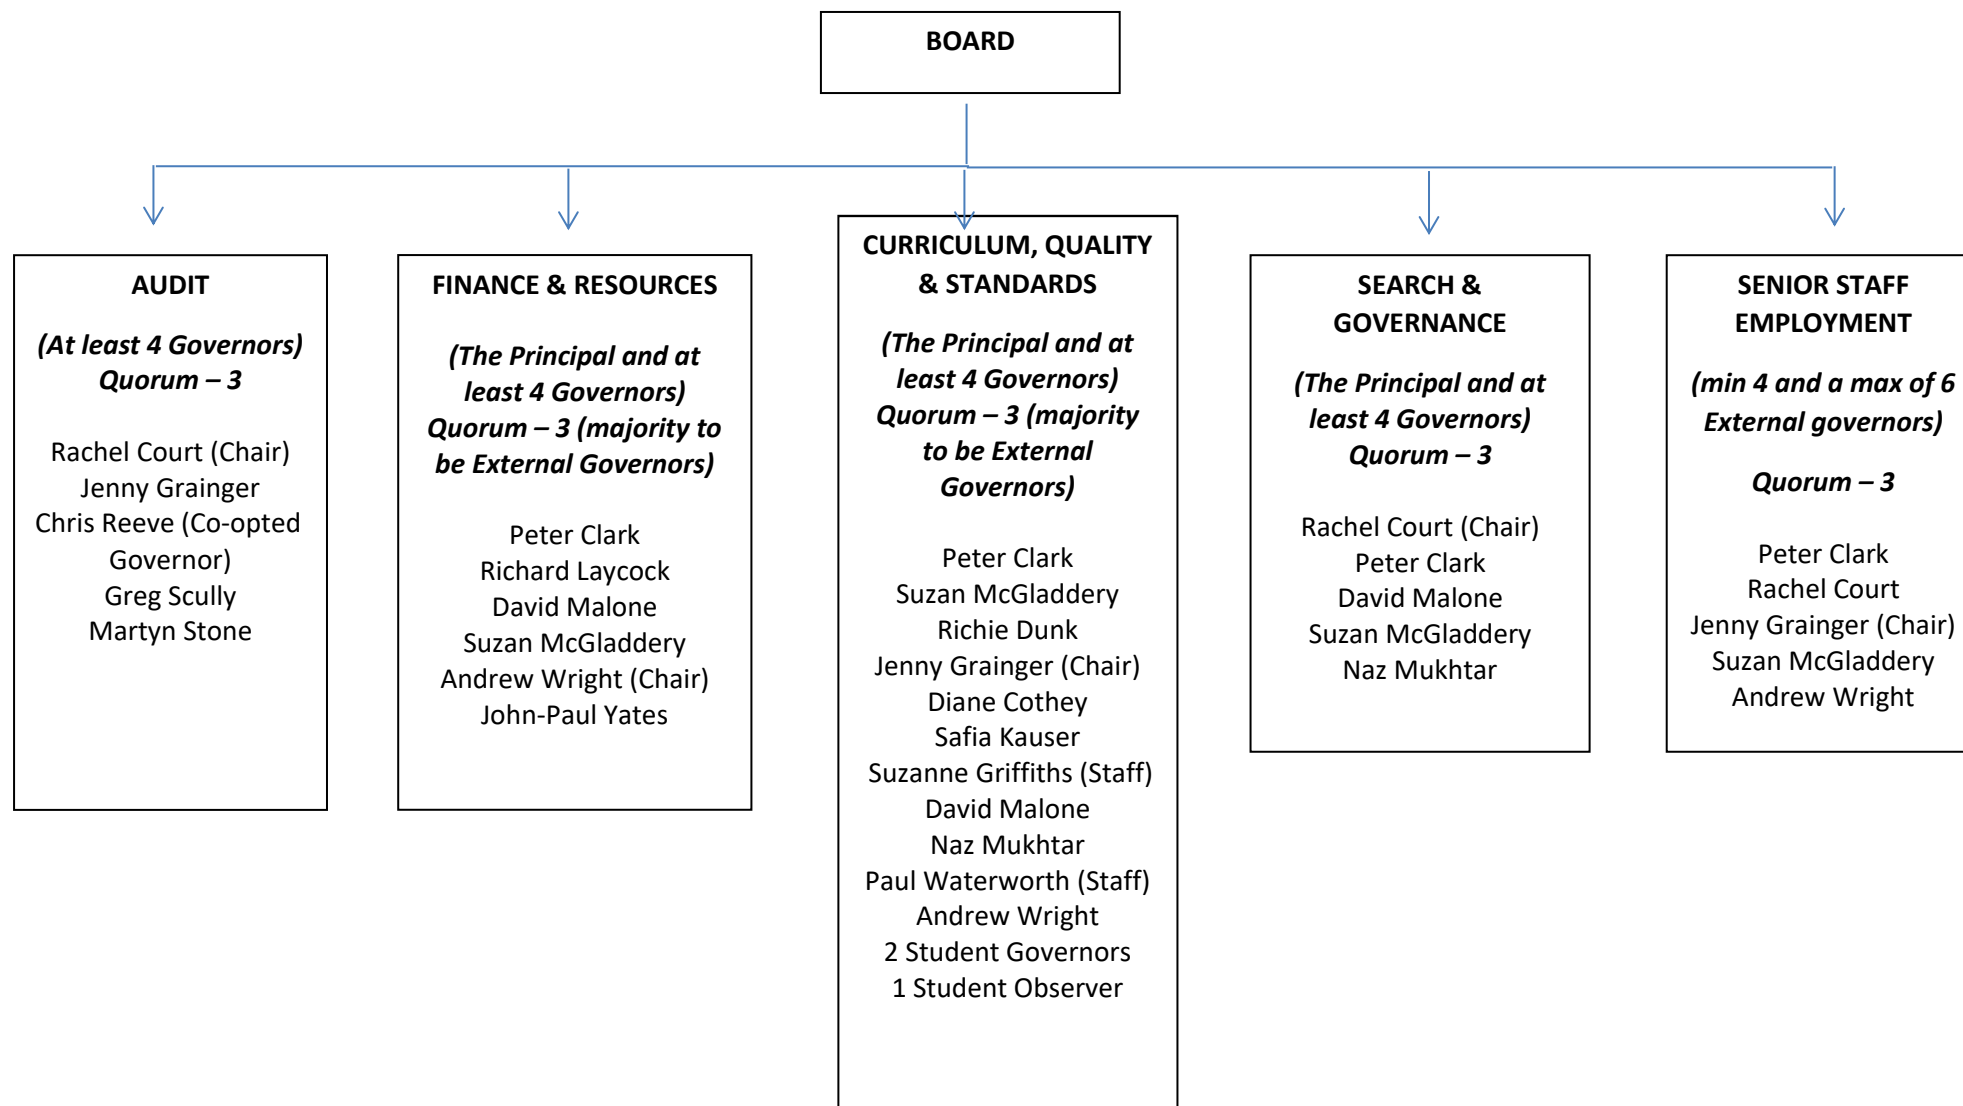 BOARD
AUDIT
(At least 4 Governors)
Quorum – 3
Rachel Court (Chair)
Jenny Grainger
Chris Reeve (Co-opted
Governor)
Greg Scully
Martyn Stone
FINANCE & RESOURCES
(The Principal and at
least 4 Governors)
Quorum – 3 (majority to
be External Governors)
Peter Clark
Richard Laycock
David Malone
Suzan McGladdery
Andrew Wright (Chair)
John-Paul Yates
CURRICULUM, QUALITY
& STANDARDS
(The Principal and at
least 4 Governors)
Quorum – 3 (majority
to be External
Governors)
Peter Clark
Suzan McGladdery
Richie Dunk
Jenny Grainger (Chair)
Diane Cothey
Safia Kauser
Suzanne Griffiths (Staff)
David Malone
Naz Mukhtar
Paul Waterworth (Staff)
Andrew Wright
2 Student Governors
1 Student Observer
SEARCH &
GOVERNANCE
(The Principal and at
least 4 Governors)
Quorum – 3
Rachel Court (Chair)
Peter Clark
David Malone
Suzan McGladdery
Naz Mukhtar
SENIOR STAFF
EMPLOYMENT
(min 4 and a max of 6
External governors)
Quorum – 3
Peter Clark
Rachel Court
Jenny Grainger (Chair)
Suzan McGladdery
Andrew Wright